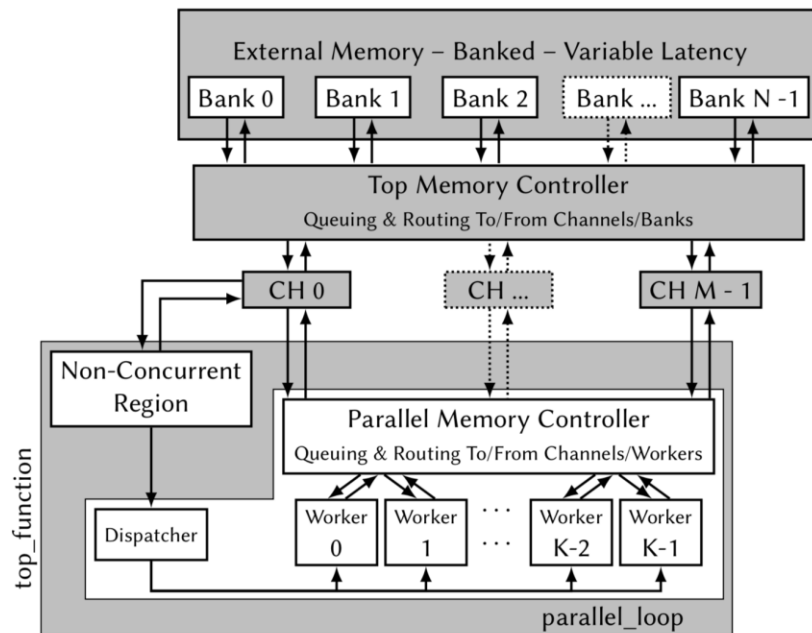 External Memory – Banked – Variable Latency
Bank 0
Bank 1
Bank 2
Bank ...
Bank N -1
Top Memory Controller
Queuing & Routing To/From Channels/Banks
CH 0
CH ...
CH M - 1
Non-Concurrent
Region
Parallel Memory Controller
Queuing & Routing To/From Channels/Workers
top_function
Dispatcher
Worker
0
Worker
1
. . .
. . .
Worker
K-2
Worker
K-1
parallel_loop